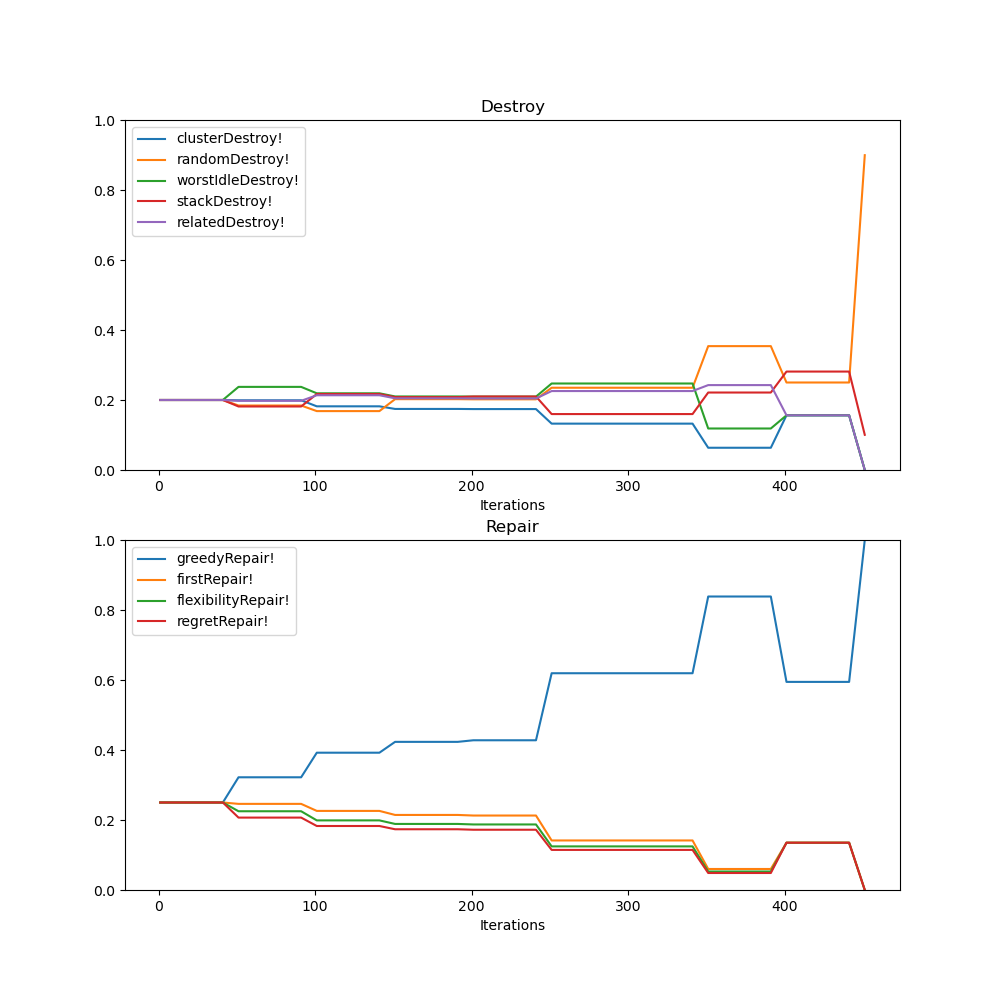 Destroy
1.0
0.8
0.6
0.4
0.2
0.0
clusterDestroy!
randomDestroy!
worstIdleDestroy!
stackDestroy!
relatedDestroy!
0 100 200 300 400
Iterations
Repair
1.0
0.8
0.6
0.4
0.2
0.0
greedyRepair!
firstRepair!
flexibilityRepair!
regretRepair!
0 100 200 300 400
Iterations